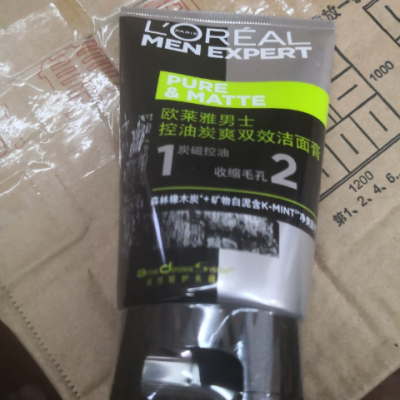 L'ORÉAL
PARIS
MEN EXPERT
PURE
& MATTE
欧莱雅男士
控油炭爽双效洁面膏
1 炭磁控油
收缩毛孔 2
森林橡木炭+矿物白泥含K-MINT
1000
1200
第1、2、4、6